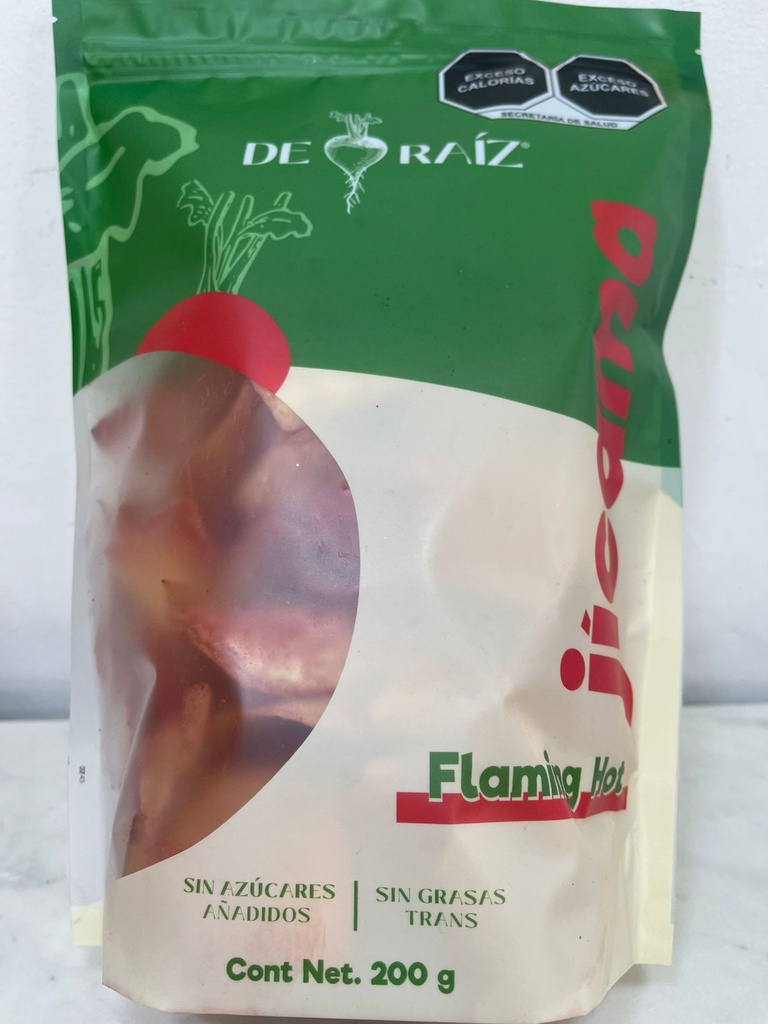 EXCESO
CALORÍAS
EXCESO
AZÚCARES
SECRETARÍA DE SALUD
DE RAÍZ®
jícama
Flaming Hot
SIN AZÚCARES
AÑADIDOS
SIN GRASAS
TRANS
Cont Net. 200 g